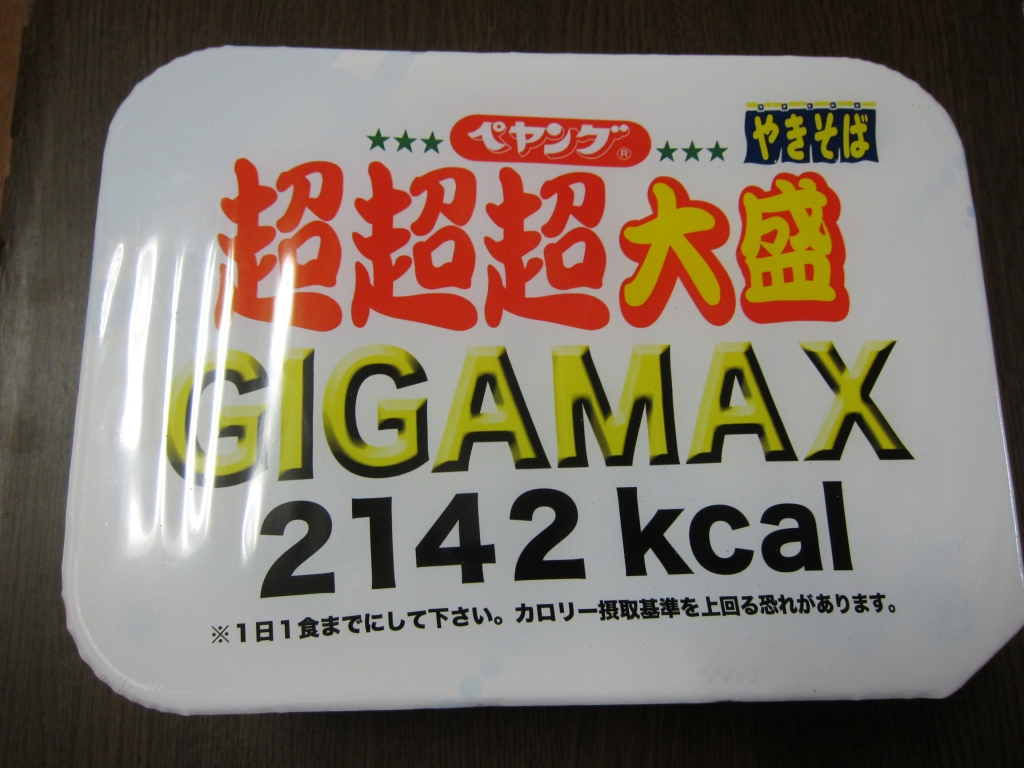 ★★★ペヤング®★★★
やきそば
超超超大盛
GIGAMAX
2142kcal
※1日1食までにして下さい。カロリー摂取基準を上回る恐れがあります。